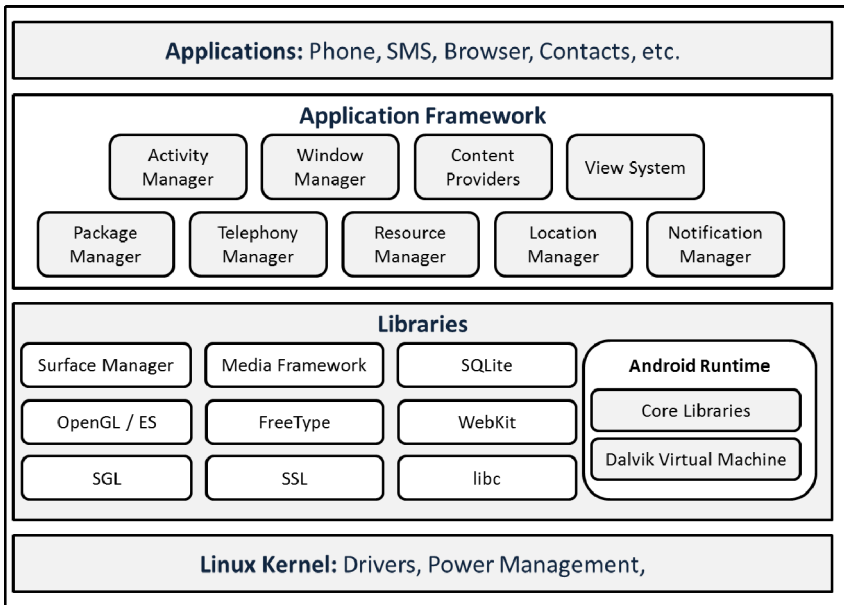 Applications: Phone, SMS, Browser, Contacts, etc.
Application Framework
Activity
Manager
Window
Manager
Content
Providers
View System
Package
Manager
Telephony
Manager
Resource
Manager
Location
Manager
Notification
Manager
Libraries
Surface Manager
Media Framework
SQLite
Android Runtime
OpenGL / ES
FreeType
WebKit
Core Libraries
SGL
SSL
libc
Dalvik Virtual Machine
Linux Kernel: Drivers, Power Management,